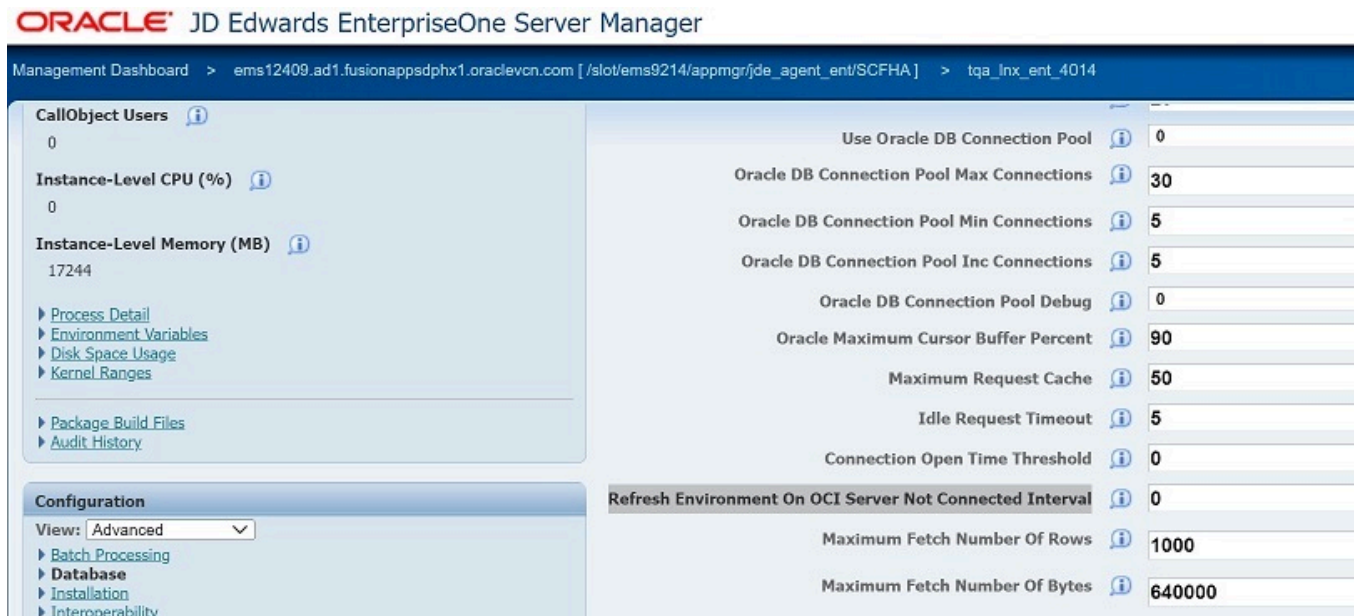 ORACLE® JD Edwards EnterpriseOne Server Manager
Management Dashboard > ems12409.ad1.fusionappsdphx1.oraclevcn.com [ /slot/ems9214/appmgr/jde_agent_ent/SCFHA ] > tqa_lnx_ent_4014
CallObject Users
0
Instance-Level CPU (%)
0
Instance-Level Memory (MB)
17244
Process Detail
Environment Variables
Disk Space Usage
Kernel Ranges
Package Build Files
Audit History
Configuration
View: Advanced
Batch Processing
Database
Installation
Interoperability
Use Oracle DB Connection Pool 0
Oracle DB Connection Pool Max Connections 30
Oracle DB Connection Pool Min Connections 5
Oracle DB Connection Pool Inc Connections 5
Oracle DB Connection Pool Debug 0
Oracle Maximum Cursor Buffer Percent 90
Maximum Request Cache 50
Idle Request Timeout 5
Connection Open Time Threshold 0
Refresh Environment On OCI Server Not Connected Interval 0
Maximum Fetch Number Of Rows 1000
Maximum Fetch Number Of Bytes 640000